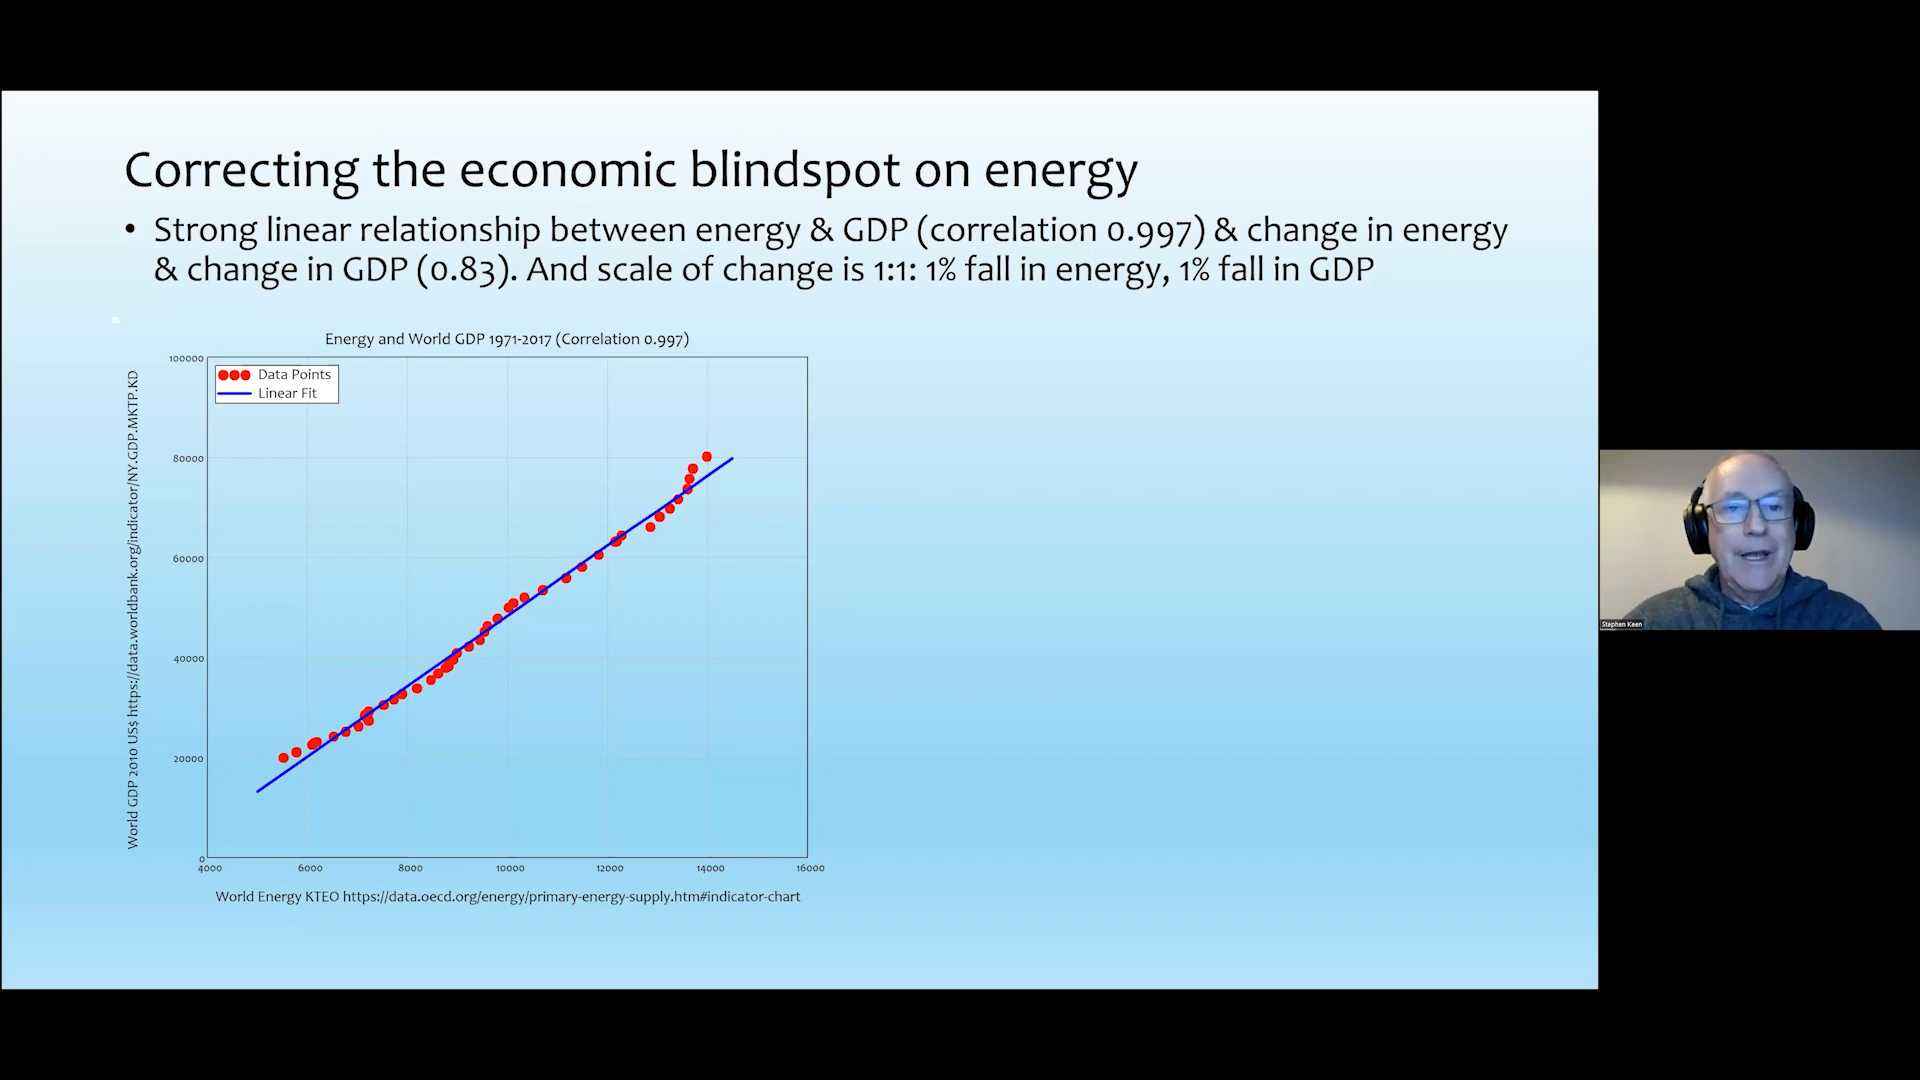 Correcting the economic blindspot on energy
• Strong linear relationship between energy & GDP (correlation 0.997) & change in energy
& change in GDP (0.83). And scale of change is 1:1: 1% fall in energy, 1% fall in GDP
Energy and World GDP 1971-2017 (Correlation 0.997)
World GDP 2010 US$ https://data.worldbank.org/indicator/NY.GDP.MKTP.KD
100000
80000
60000
40000
20000
0
Data Points
Linear Fit
4000 6000 8000 10000 12000 14000 16000
World Energy KTEO https://data.oecd.org/energy/primary-energy-supply.htm#indicator-chart
Stephen Keen